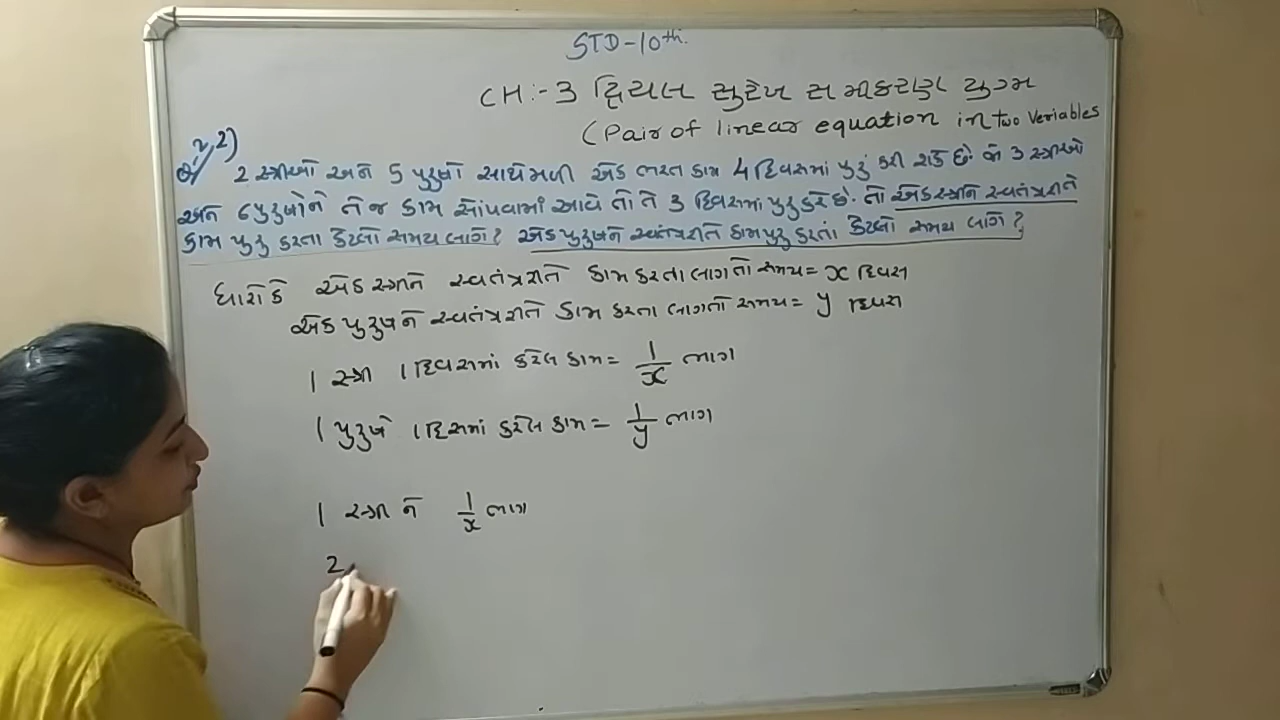 STD-10th.
CH:-3 દ્વિચલ સુરેખ સમીકરણ યુગ્મ
(Pair of linear equation in two Veriables
Q/ 2,2)
2 સ્ત્રીઓ અને 5 પુરુષો સાથે મળી એક ભરત કામ 4 દિવસમાં પુરું કરી શકે છે. જો 3 સ્ત્રીઓ
અને 6 પુરુષોને તે જ કામ સોંપવામાં આવે તો તે 3 દિવસમાં પુરુ કરે છે. તો એક સ્ત્રીને સ્વતંત્રરીતે
કામ પુરુ કરતા કેટલો સમય લાગે? એક પુરુષને સ્વતંત્રરીતે કામ પુરુ કરતાં કેટલો સમય લાગે?
ધારો કે એક સ્ત્રીને સ્વતંત્રરીતે કામ કરતા લાગતો સમય = x દિવસ
એક પુરુષને સ્વતંત્રરીતે કામ કરતા લાગતો સમય = y દિવસ
1 સ્ત્રી 1 દિવસમાં કરેલ કામ = 1/x ભાગ
1 પુરુષે 1 દિસમાં કરેલ કામ = 1/y ભાગ
1 સ્ત્રી ને 1/x ભાગ
2